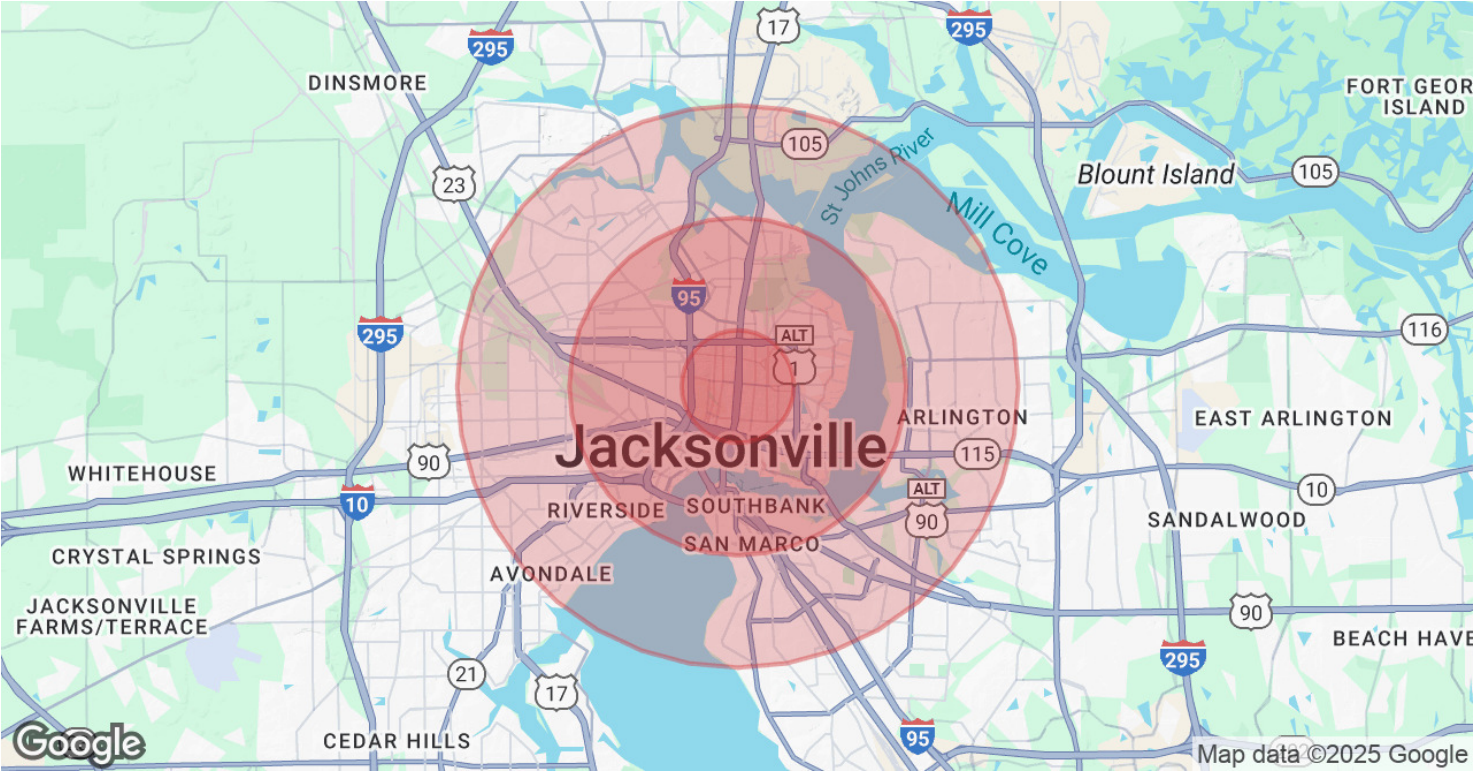 17
295
295
DINSMORE
FORT GEOR
ISLAND
105
St Johns River
Blount Island
105
23
Mill Cove
95
295
ALT
1
116
ARLINGTON
EAST ARLINGTON
Jacksonville
115
90
WHITEHOUSE
ALT
10
10
RIVERSIDE
SOUTHBANK
90
SANDALWOOD
SAN MARCO
CRYSTAL SPRINGS
AVONDALE
JACKSONVILLE
FARMS/TERRACE
90
BEACH HAVE
295
21
17
95
CEDAR HILLS
Google
Map data ©2025 Google